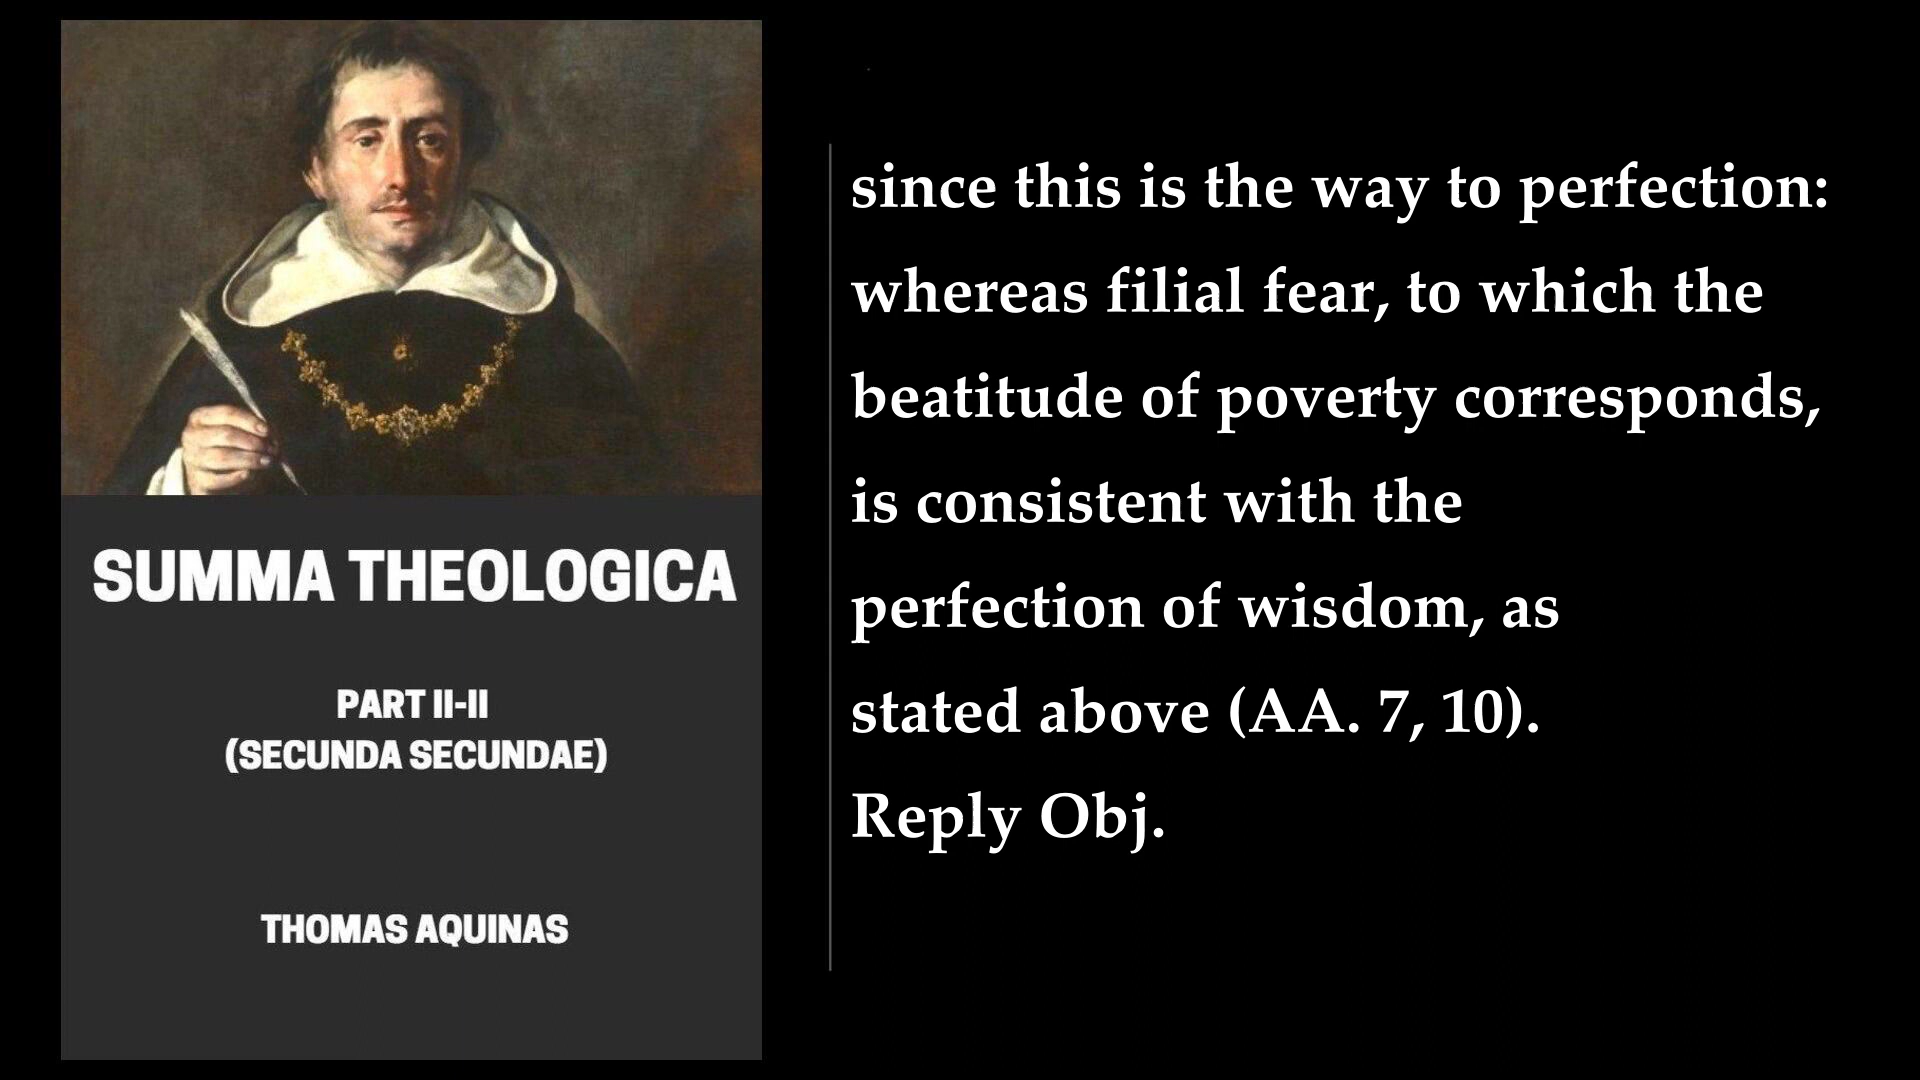 SUMMA THEOLOGICA
PART II-II
(SECUNDA SECUNDAE)
THOMAS AQUINAS
since this is the way to perfection:
whereas filial fear, to which the
beatitude of poverty corresponds,
is consistent with the
perfection of wisdom, as
stated above (AA. 7, 10).
Reply Obj.